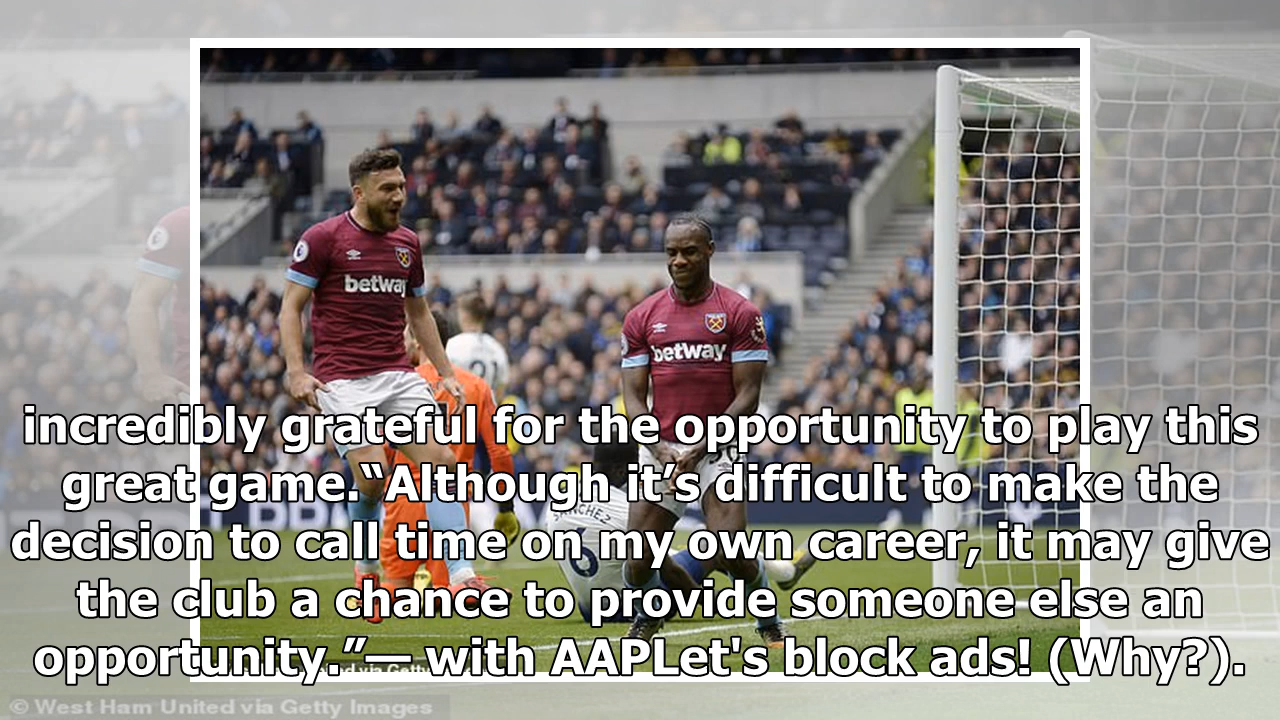 betway
betway
SANCHEZ
6
incredibly grateful for the opportunity to play this
great game.“Although it’s difficult to make the
decision to call time on my own career, it may give
the club a chance to provide someone else an
opportunity.”— with AAPLet's block ads! (Why?).
© West Ham United via Getty Images